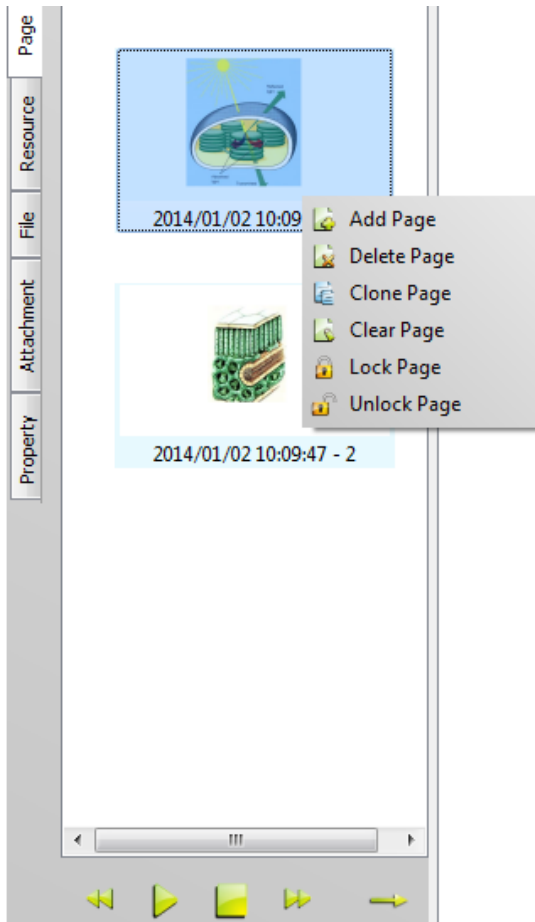 Page
Resource
File
Attachment
Property
2014/01/02 10:09
Add Page
Delete Page
Clone Page
Clear Page
Lock Page
Unlock Page
2014/01/02 10:09:47 - 2